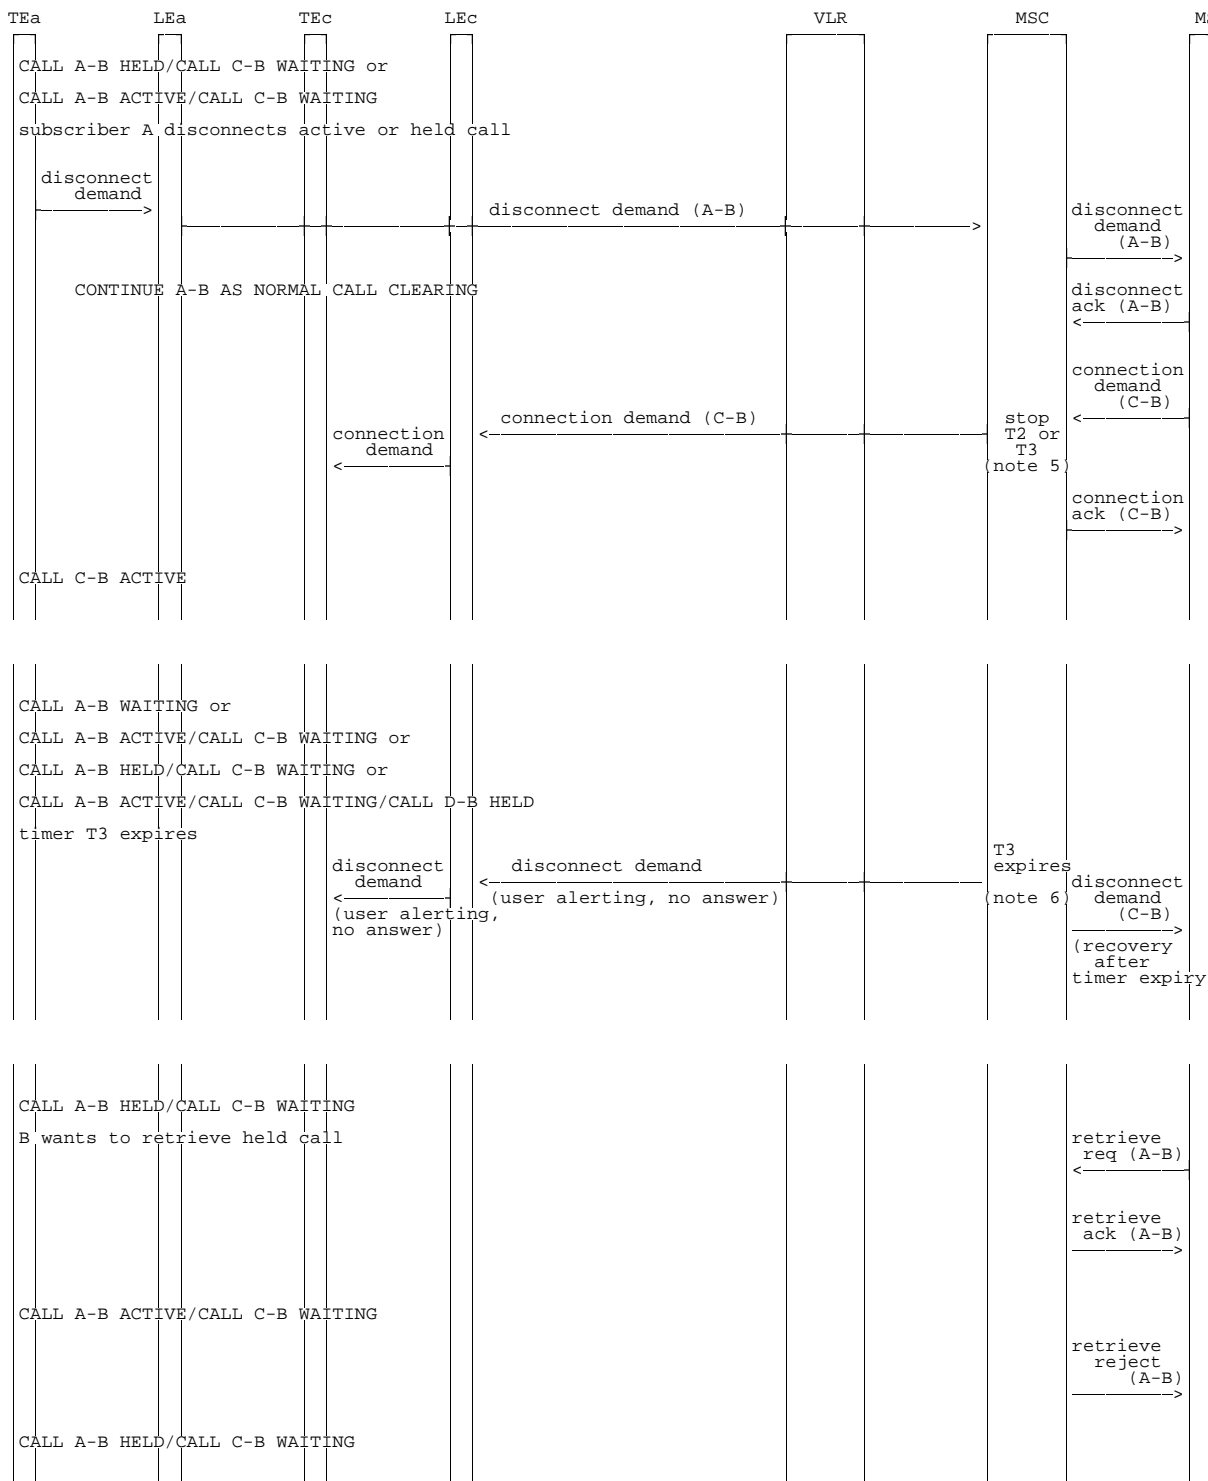 TEa LEa TEc LEc VLR MSC M
CALL A-B HELD/CALL C-B WAITING or
CALL A-B ACTIVE/CALL C-B WAITING
subscriber A disconnects active or held call
disconnect
demand
disconnect demand (A-B)
disconnect
demand
(A-B)
CONTINUE A-B AS NORMAL CALL CLEARING
disconnect
ack (A-B)
connection
demand
(C-B)
connection demand (C-B)
stop
T2 or
T3
(note 5)
connection
demand
connection
ack (C-B)
CALL C-B ACTIVE
CALL A-B WAITING or
CALL A-B ACTIVE/CALL C-B WAITING or
CALL A-B HELD/CALL C-B WAITING or
CALL A-B ACTIVE/CALL C-B WAITING/CALL D-B HELD
timer T3 expires
T3
expires
(note 6)
disconnect demand
(user alerting, no answer)
disconnect
demand
(user alerting,
no answer)
disconnect
demand
(C-B)
(recovery
after
timer expiry
CALL A-B HELD/CALL C-B WAITING
B wants to retrieve held call
retrieve
req (A-B)
retrieve
ack (A-B)
CALL A-B ACTIVE/CALL C-B WAITING
retrieve
reject
(A-B)
CALL A-B HELD/CALL C-B WAITING